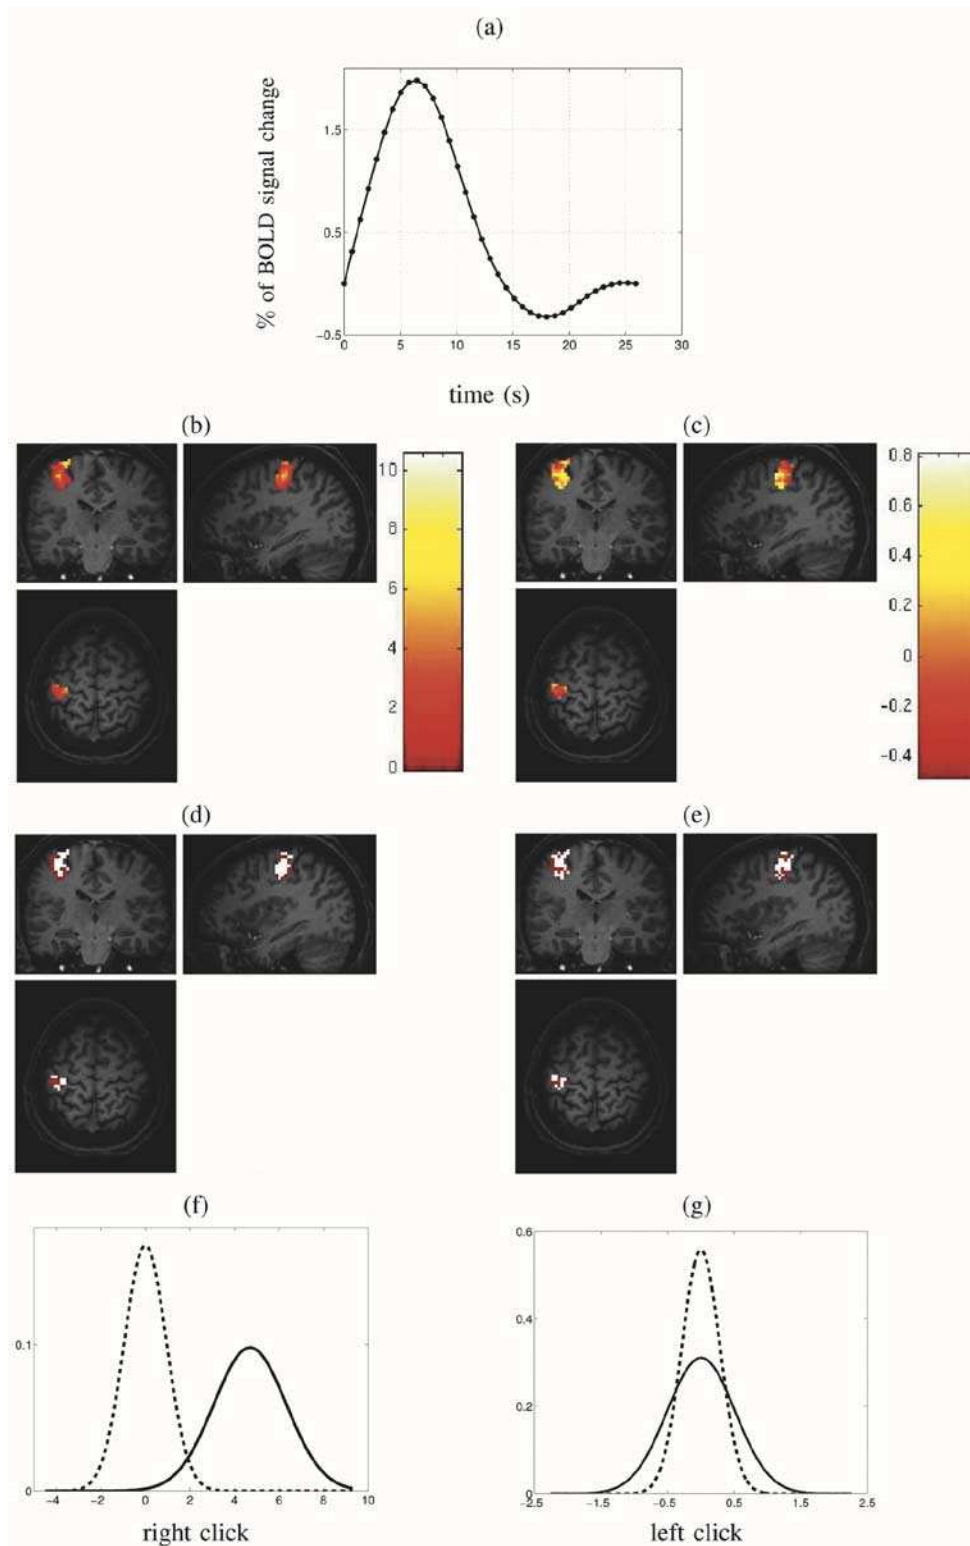 (a)
% of BOLD signal change
1.5
0.5
-0.5
0 5 10 15 20 25 30
time (s)
(b)
10
8
6
4
2
0
(c)
0.8
0.6
0.4
0.2
0
-0.2
-0.4
(d)
(e)
(f)
0.1
-4 -2 0 2 4 6 8 10
right click
(g)
0.6
0.4
0.2
0
-2.5 -1.5 -0.5 0.5 1.5 2.5
left click